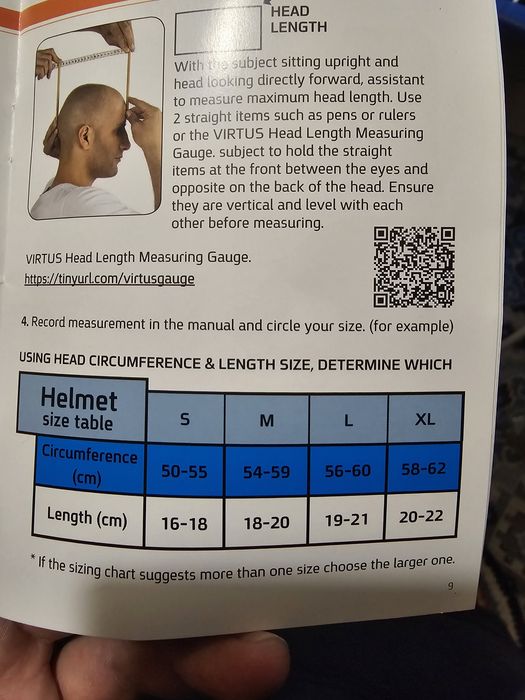 HEAD
LENGTH
With the subject sitting upright and
head looking directly forward, assistant
to measure maximum head length. Use
2 straight items such as pens or rulers
or the VIRTUS Head Length Measuring
Gauge. subject to hold the straight
items at the front between the eyes and
opposite on the back of the head. Ensure
they are vertical and level with each
other before measuring.
VIRTUS Head Length Measuring Gauge.
https://tinyurl.com/virtusgauge
4. Record measurement in the manual and circle your size. (for example)
USING HEAD CIRCUMFERENCE & LENGTH SIZE, DETERMINE WHICH
Helmet
size table
S M L XL
Circumference
(cm)
50-55 54-59 56-60 58-62
Length (cm) 16-18 18-20 19-21 20-22
* If the sizing chart suggests more than one size choose the larger one.
9